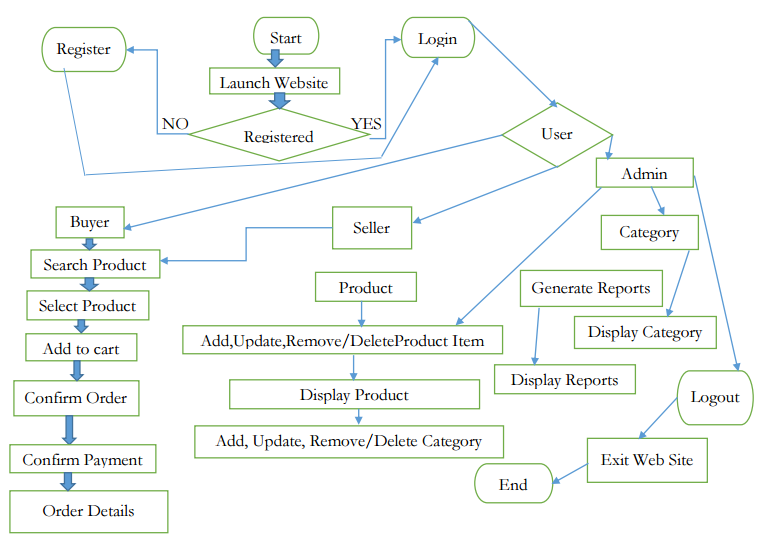 Start
Register
Login
Launch Website
NO
YES
Registered
User
Admin
Buyer
Seller
Category
Search Product
Product
Generate Reports
Select Product
Add,Update,Remove/DeleteProduct Item
Display Category
Add to cart
Display Reports
Display Product
Confirm Order
Logout
Add, Update, Remove/Delete Category
Confirm Payment
Exit Web Site
End
Order Details